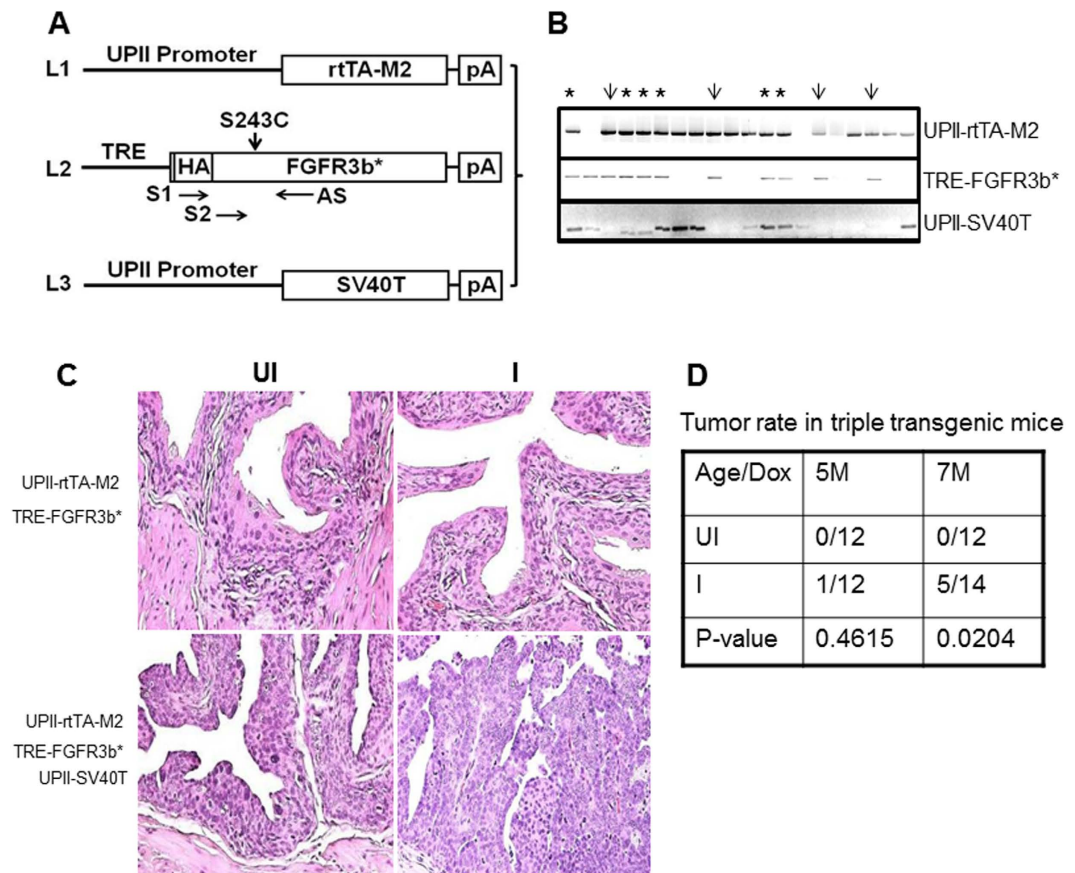 A
UPII Promoter
L1
rtTA-M2
pA
S243C
TRE
L2
HA
FGFR3b*
S1
AS
S2
UPII Promoter
L3
SV40T
pA
B
* * * * * *
UPII-rtTA-M2
TRE-FGFR3b*
UPII-SV40T
C
UI
I
UPII-rtTA-M2
TRE-FGFR3b*
UPII-rtTA-M2
TRE-FGFR3b*
UPII-SV40T
D
Tumor rate in triple transgenic mice
Age/Dox 5M 7M
UI 0/12 0/12
I 1/12 5/14
P-value 0.4615 0.0204